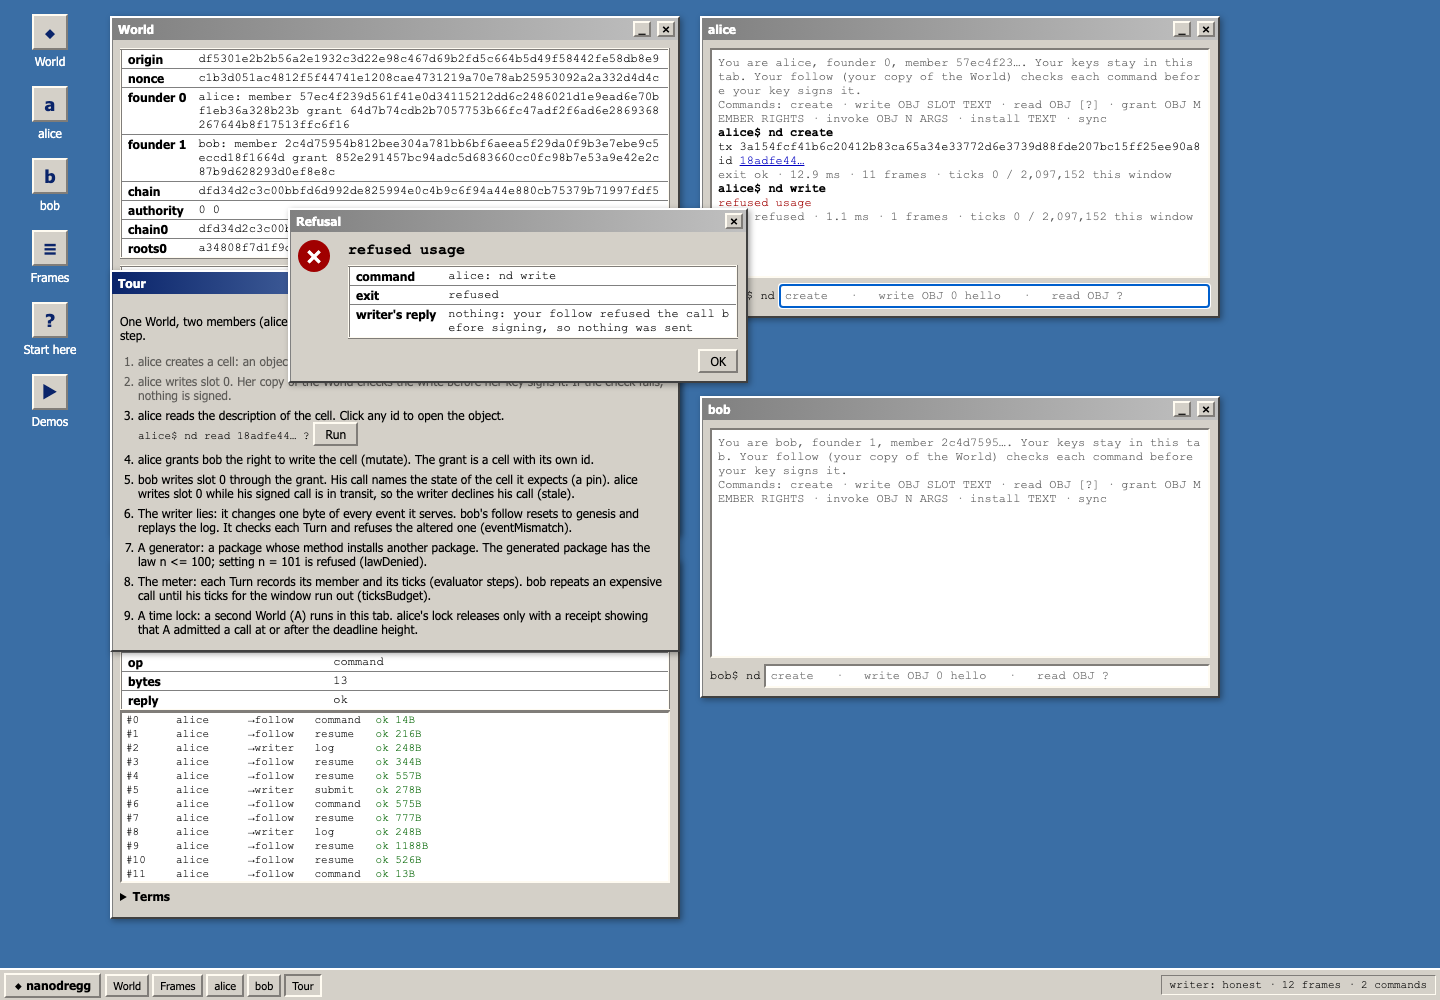 World
alice
bob
Frames
Start here
Demos
World
origin df5301e2b2b56a2e1932c3d22e98c467d69b2fd5c664b5d49f58442fe58db8e9
nonce c1b3d051ac4812f5f44741e1208cae4731219a70e78ab25953092a2a332d4d4c
founder 0 alice: member 57ec4f239d561f41e0d34115212dd6c2486021d1e9ead6e70b
f1eb36a328b23b grant 64d7b74cdb2b7057753b66fc47adf2f6ad6e2869368
267644b8f17513ffc6f16
founder 1 bob: member 2c4d75954b812bee304a781bb6bf6aeea5f29da0f9b3e7ebe9c5
eccd18f1664d grant 852e291457bc94adc5d683660cc0fc98b7e53a9e42e2c
87b9d628293d0ef8e8c
chain dfd34d2c3c00bbfd6d992de825994e0c4b9c6f94a44e880cb75379b71997fdf5
authority 0 0
chain0 dfd34d2c3c00b
roots0 a34808f7d1f9
Tour
One World, two members (alice
step.
1. alice creates a cell: an objec
2. alice writes slot 0. Her copy of the World checks the write before her key signs it. If the check fails,
nothing is signed.
3. alice reads the description of the cell. Click any id to open the object.
alice$ nd read 18adfe44… ? Run
4. alice grants bob the right to write the cell (mutate). The grant is a cell with its own id.
5. bob writes slot 0 through the grant. His call names the state of the cell it expects (a pin). alice
writes slot 0 while his signed call is in transit, so the writer declines his call (stale).
6. The writer lies: it changes one byte of every event it serves. bob's follow resets to genesis and
replays the log. It checks each Turn and refuses the altered one (eventMismatch).
7. A generator: a package whose method installs another package. The generated package has the
law n <= 100; setting n = 101 is refused (lawDenied).
8. The meter: each Turn records its member and its ticks (evaluator steps). bob repeats an expensive
call until his ticks for the window run out (ticksBudget).
9. A time lock: a second World (A) runs in this tab. alice's lock releases only with a receipt showing
that A admitted a call at or after the deadline height.
op command
bytes 13
reply ok
#0 alice →follow command ok 14B
#1 alice →follow resume ok 216B
#2 alice →writer log ok 248B
#3 alice →follow resume ok 344B
#4 alice →follow resume ok 557B
#5 alice →writer submit ok 278B
#6 alice →follow command ok 575B
#7 alice →follow resume ok 777B
#8 alice →writer log ok 248B
#9 alice →follow resume ok 1188B
#10 alice →follow resume ok 526B
#11 alice →follow command ok 13B
Terms
Refusal
refused usage
command alice: nd write
exit refused
writer's reply nothing: your follow refused the call b
efore signing, so nothing was sent
OK
alice
You are alice, founder 0, member 57ec4f23…. Your keys stay in this
tab. Your follow (your copy of the World) checks each command befor
e your key signs it.
Commands: create · write OBJ SLOT TEXT · read OBJ [?] · grant OBJ M
EMBER RIGHTS · invoke OBJ N ARGS · install TEXT · sync
alice$ nd create
tx 3a154fcf41b6c20412b83ca65a34e33772d6e3739d88fde207bc15ff25ee90a8
id 18adfe44…
exit ok · 12.9 ms · 11 frames · ticks 0 / 2,097,152 this window
alice$ nd write
refused usage
refused · 1.1 ms · 1 frames · ticks 0 / 2,097,152 this window
$ nd create · write OBJ 0 hello · read OBJ ?
bob
You are bob, founder 1, member 2c4d7595…. Your keys stay in this ta
b. Your follow (your copy of the World) checks each command before
your key signs it.
Commands: create · write OBJ SLOT TEXT · read OBJ [?] · grant OBJ M
EMBER RIGHTS · invoke OBJ N ARGS · install TEXT · sync
bob$ nd create · write OBJ 0 hello · read OBJ ?
nanodregg World Frames alice bob Tour
writer: honest · 12 frames · 2 commands